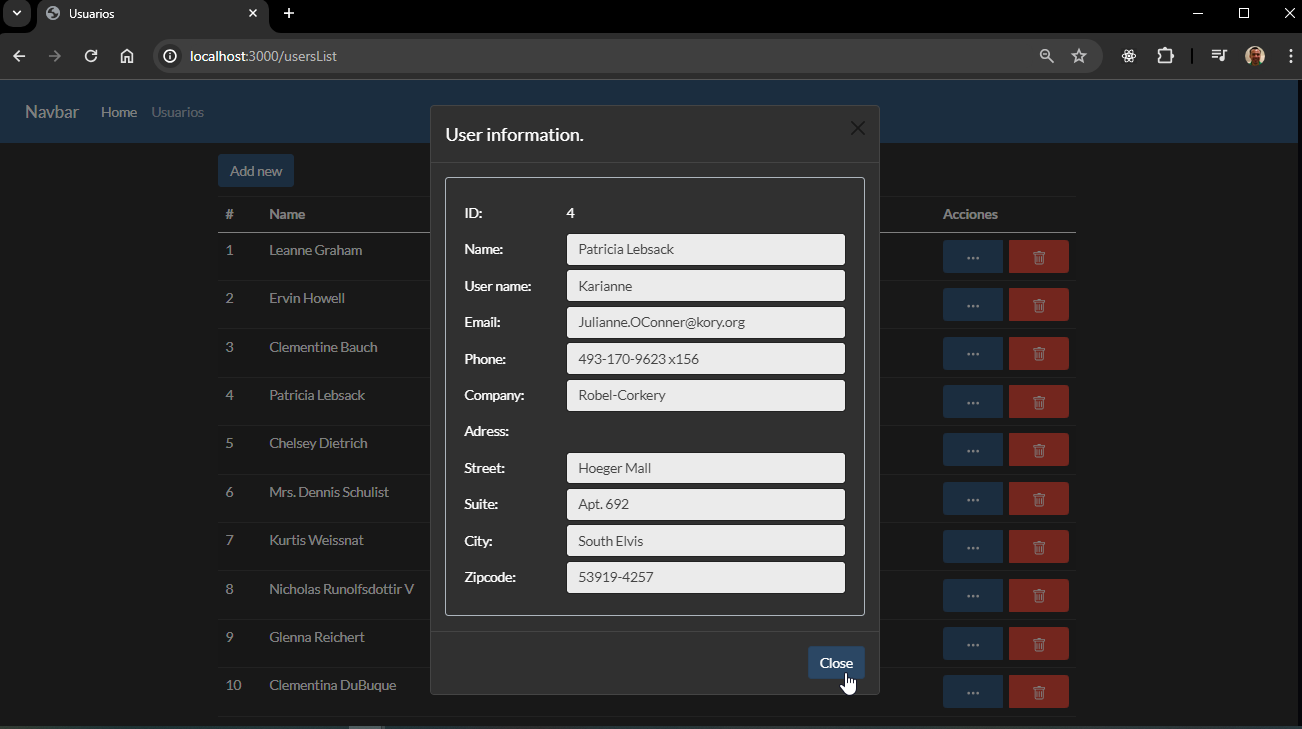 Usuarios
localhost:3000/usersList
Navbar Home Usuarios
User information.
Add new
# Name Acciones
ID: 4
Name: Patricia Lebsack
User name: Karianne
Email: Julianne.OConner@kory.org
Phone: 493-170-9623 x156
Company: Robel-Corkery
Adress:
Street: Hoeger Mall
Suite: Apt. 692
City: South Elvis
Zipcode: 53919-4257
Close
1 Leanne Graham ...
2 Ervin Howell ...
3 Clementine Bauch ...
4 Patricia Lebsack ...
5 Chelsey Dietrich ...
6 Mrs. Dennis Schulist ...
7 Kurtis Weissnat ...
8 Nicholas Runolfsdottir V ...
9 Glenna Reichert ...
10 Clementina DuBuque ...